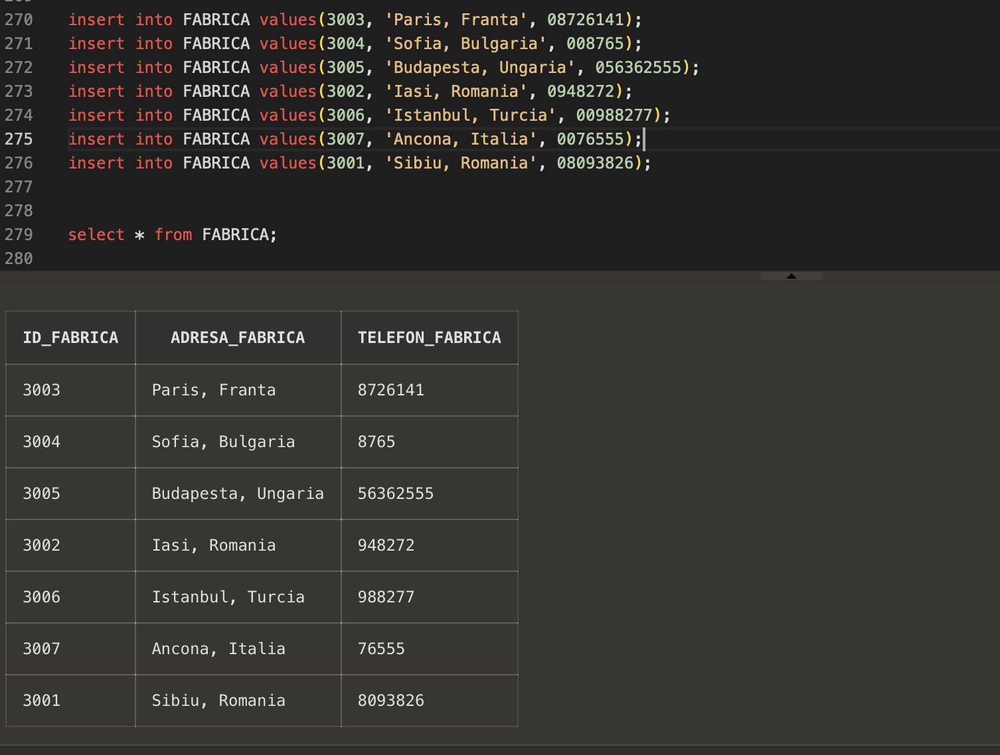 270 insert into FABRICA values(3003, 'Paris, Franta', 08726141);
271 insert into FABRICA values(3004, 'Sofia, Bulgaria', 008765);
272 insert into FABRICA values(3005, 'Budapesta, Ungaria', 056362555);
273 insert into FABRICA values(3002, 'Iasi, Romania', 0948272);
274 insert into FABRICA values(3006, 'Istanbul, Turcia', 00988277);
275 insert into FABRICA values(3007, 'Ancona, Italia', 0076555);
276 insert into FABRICA values(3001, 'Sibiu, Romania', 08093826);
277
278
279 select * from FABRICA;
280
ID_FABRICA ADRESA_FABRICA TELEFON_FABRICA
3003 Paris, Franta 8726141
3004 Sofia, Bulgaria 8765
3005 Budapesta, Ungaria 56362555
3002 Iasi, Romania 948272
3006 Istanbul, Turcia 988277
3007 Ancona, Italia 76555
3001 Sibiu, Romania 8093826